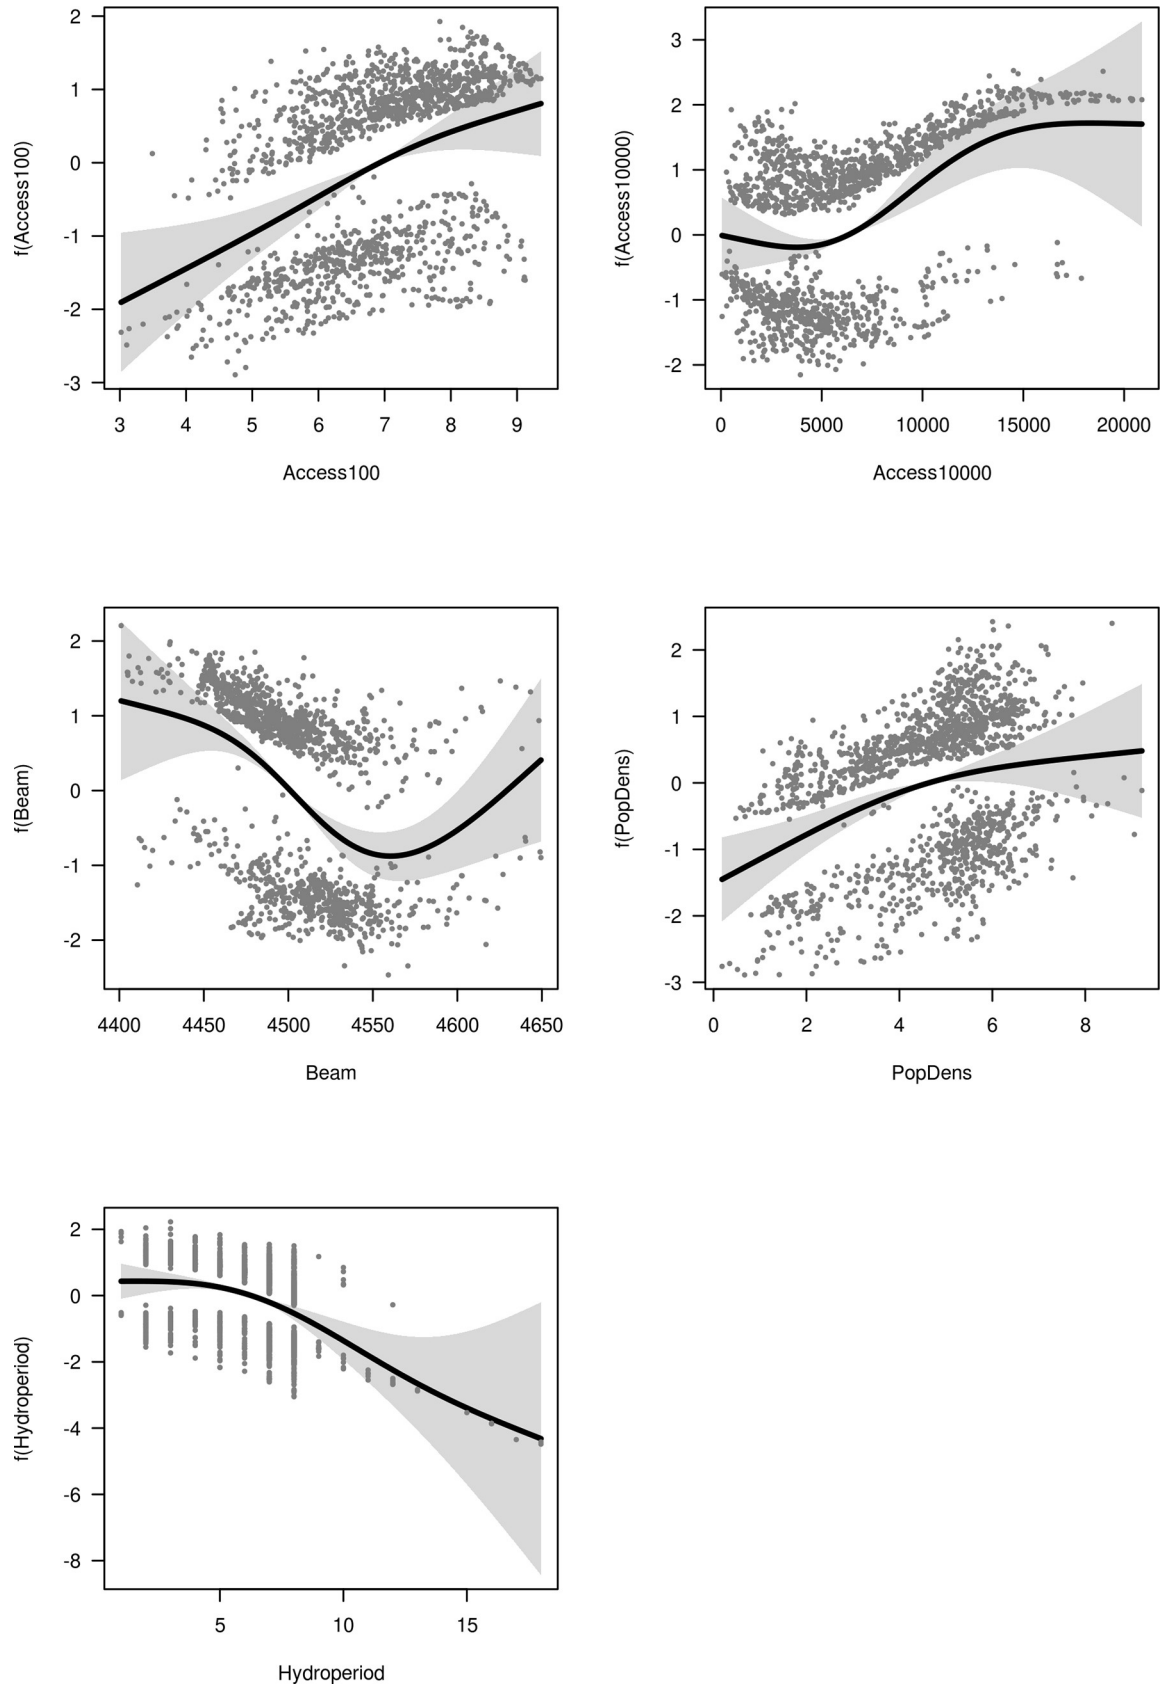 2
1
0
-1
-2
-3
f(Access100)
3 4 5 6 7 8 9
Access100
3
2
1
0
-1
-2
f(Access10000)
0 5000 10000 15000 20000
Access10000
2
1
0
-1
-2
f(Beam)
4400 4450 4500 4550 4600 4650
Beam
2
1
0
-1
-2
-3
f(PopDens)
0 2 4 6 8
PopDens
2
0
-2
-4
-6
-8
f(Hydroperiod)
5 10 15
Hydroperiod